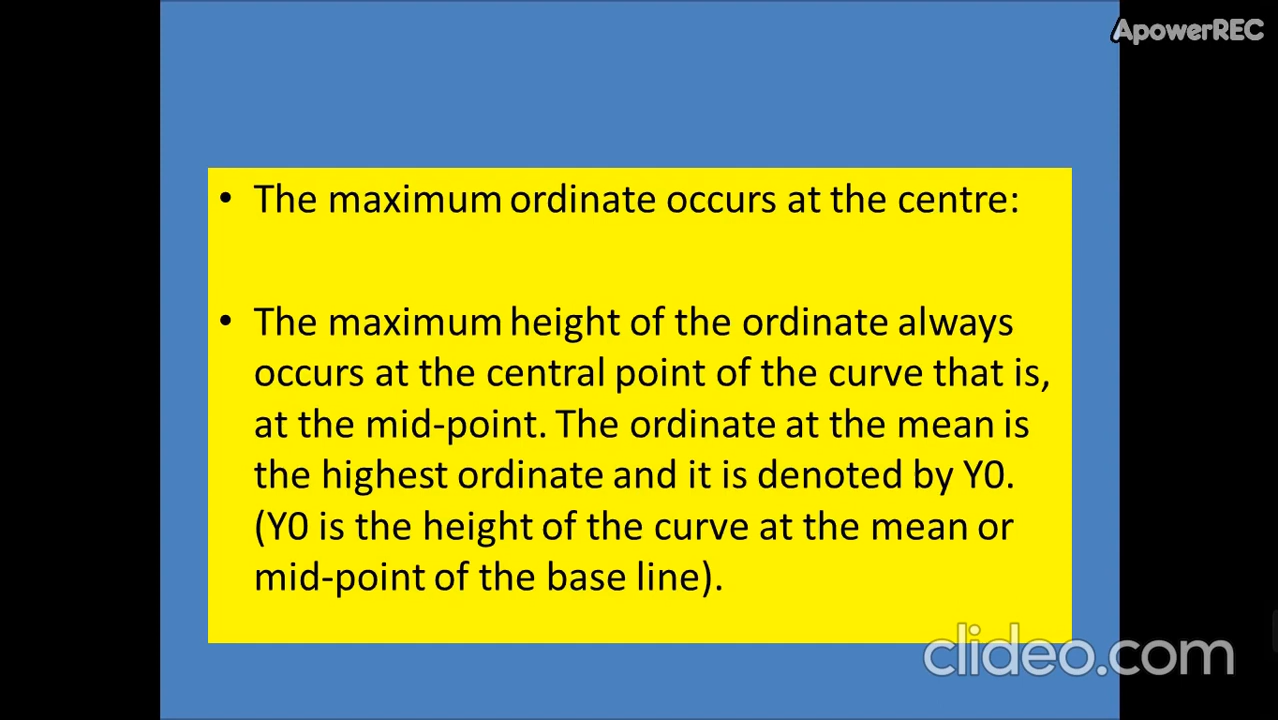 ApowerREC
• The maximum ordinate occurs at the centre:
• The maximum height of the ordinate always
occurs at the central point of the curve that is,
at the mid-point. The ordinate at the mean is
the highest ordinate and it is denoted by Y0.
(Y0 is the height of the curve at the mean or
mid-point of the base line).
clideo.com